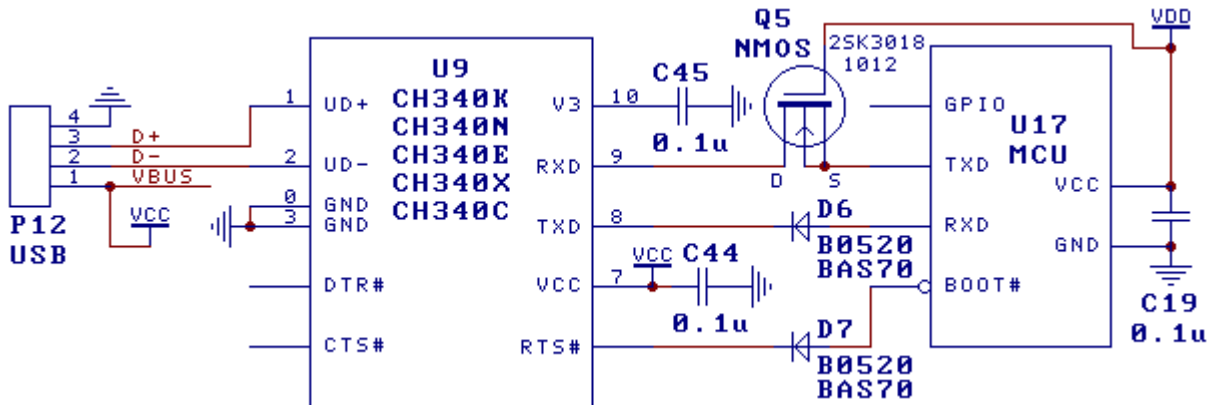 P12
USB
4
3
2
1
D+
D-
VBUS
VCC
U9
CH340K
CH340N
CH340E
CH340X
CH340C
1
UD+
2
UD-
0
GND
3
GND
DTR#
CTS#
V3
10
RXD
9
TXD
8
VCC
7
RTS#
C45
0.1u
VCC
C44
0.1u
Q5
NMOS
2SK3018
1012
D
S
D6
B0520
BAS70
D7
B0520
BAS70
U17
MCU
GPIO
TXD
RXD
BOOT#
VCC
GND
VDD
C19
0.1u